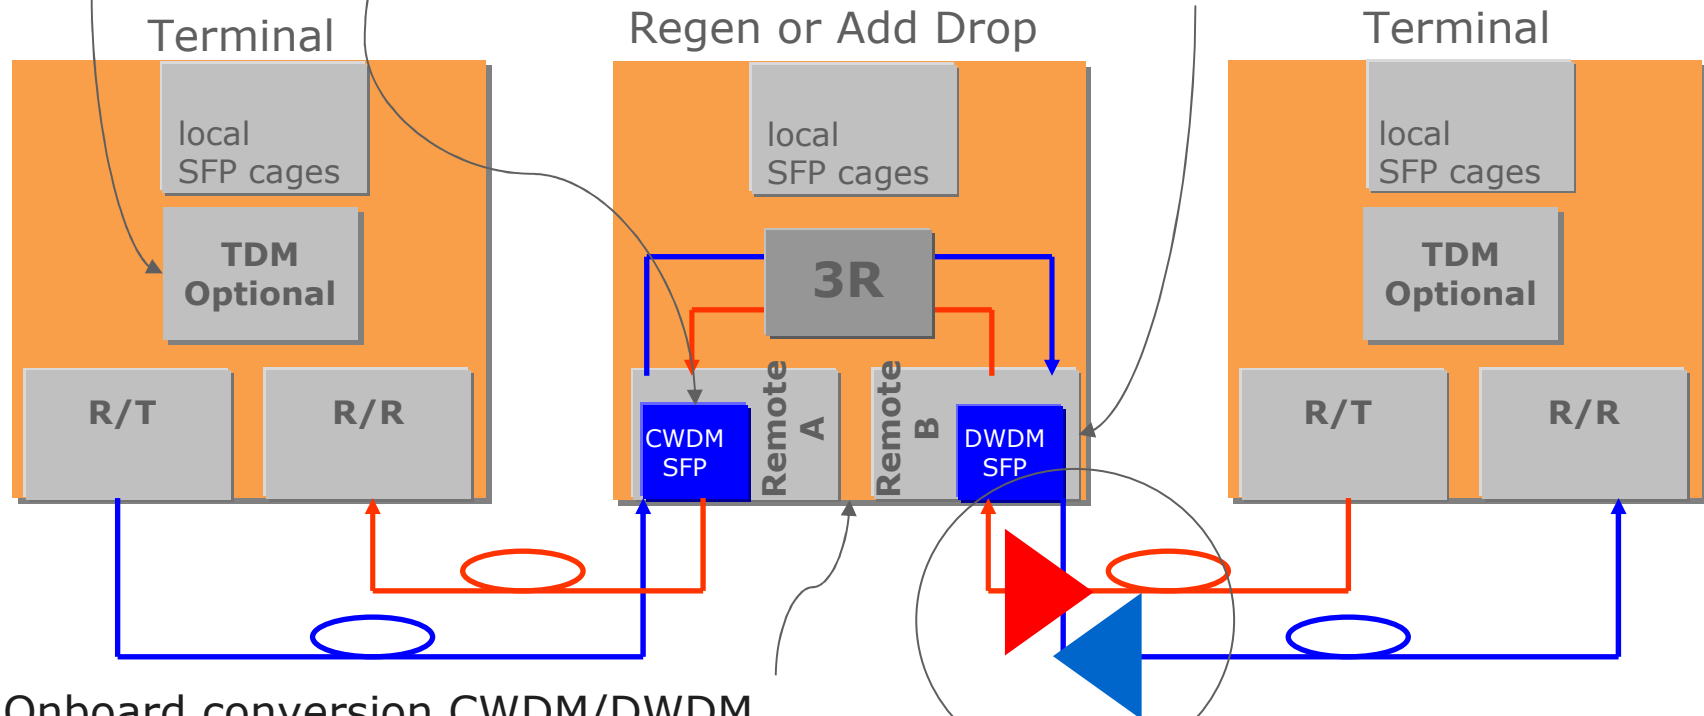 Terminal
Regen or Add Drop
Terminal
local
SFP cages
local
SFP cages
local
SFP cages
TDM
Optional
3R
TDM
Optional
R/T
R/R
CWDM
SFP
Remote
A
Remote
B
DWDM
SFP
R/T
R/R
Onboard conversion CWDM/DWDM